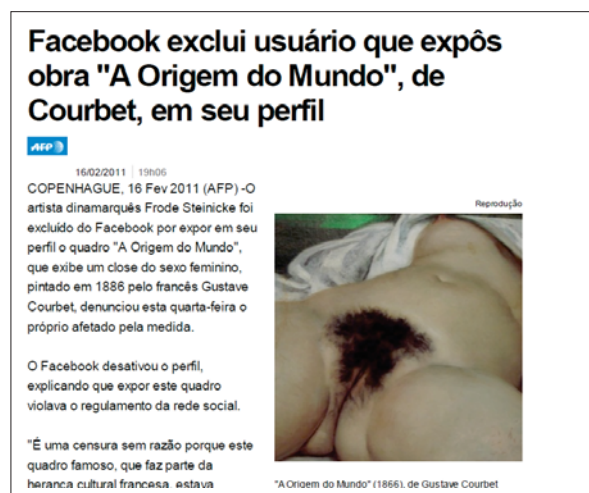 Facebook exclui usuário que expôs
obra "A Origem do Mundo", de
Courbet, em seu perfil
AFP
16/02/2011 | 19h06
COPENHAGUE, 16 Fev 2011 (AFP) -O
artista dinamarquês Frode Steinicke foi
excluído do Facebook por expor em seu
perfil o quadro "A Origem do Mundo",
que exibe um close do sexo feminino,
pintado em 1886 pelo francês Gustave
Courbet, denunciou esta quarta-feira o
próprio afetado pela medida.
O Facebook desativou o perfil,
explicando que expor este quadro
violava o regulamento da rede social.
"É uma censura sem razão porque este
quadro famoso, que faz parte da
herança cultural francesa, estava
Reprodução
"A Origem do Mundo" (1866), de Gustave Courbet